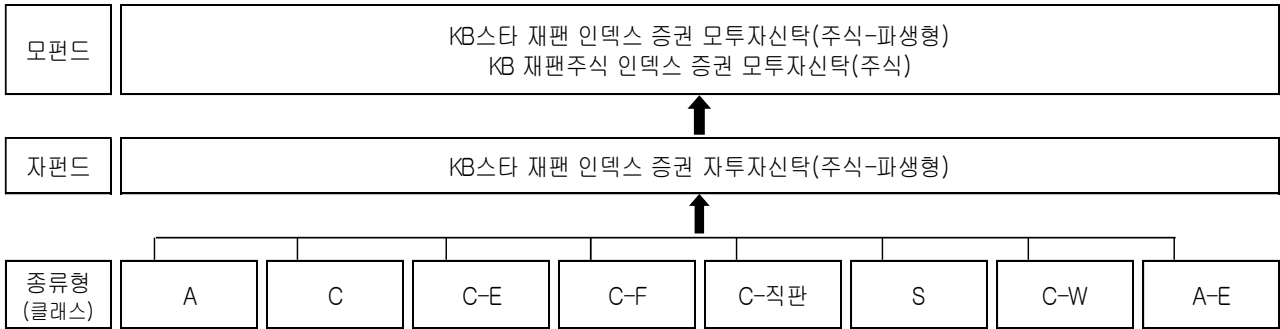 모펀드
KB스타 재팬 인덱스 증권 모투자신탁(주식-파생형)
KB 재팬주식 인덱스 증권 모투자신탁(주식)
자펀드
KB스타 재팬 인덱스 증권 자투자신탁(주식-파생형)
종류형
(클래스)
A
C
C-E
C-F
C-직판
S
C-W
A-E